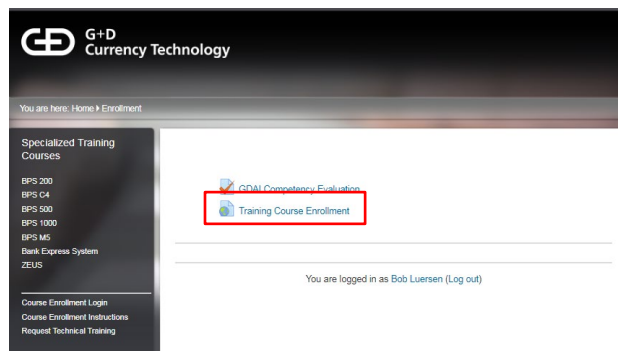 G+D
Currency Technology
You are here: Home ▸ Enrollment
Specialized Training
Courses
BPS 200
BPS C4
BPS 500
BPS 1000
BPS M5
Bank Express System
ZEUS
Course Enrollment Login
Course Enrollment Instructions
Request Technical Training
GDAI Competency Evaluation
Training Course Enrollment
You are logged in as Bob Luersen (Log out)